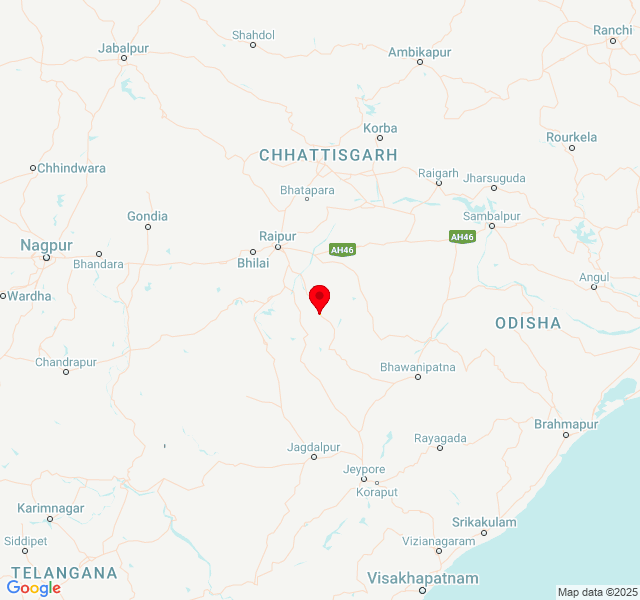 Shahdol
Ranchi
Jabalpur
Ambikapur
Korba
Rourkela
CHHATTISGARH
Chhindwara
Raigarh
Jharsuguda
Bhatapara
Gondia
Sambalpur
Raipur
AH46
AH46
Nagpur
Bhandara
Bhilai
Angul
Wardha
ODISHA
Chandrapur
Bhawanipatna
Brahmapur
Rayagada
Jagdalpur
Jeypore
Koraput
Karimnagar
Srikakulam
Siddipet
Vizianagaram
TELANGANA
Visakhapatnam
Google
Map data ©2025